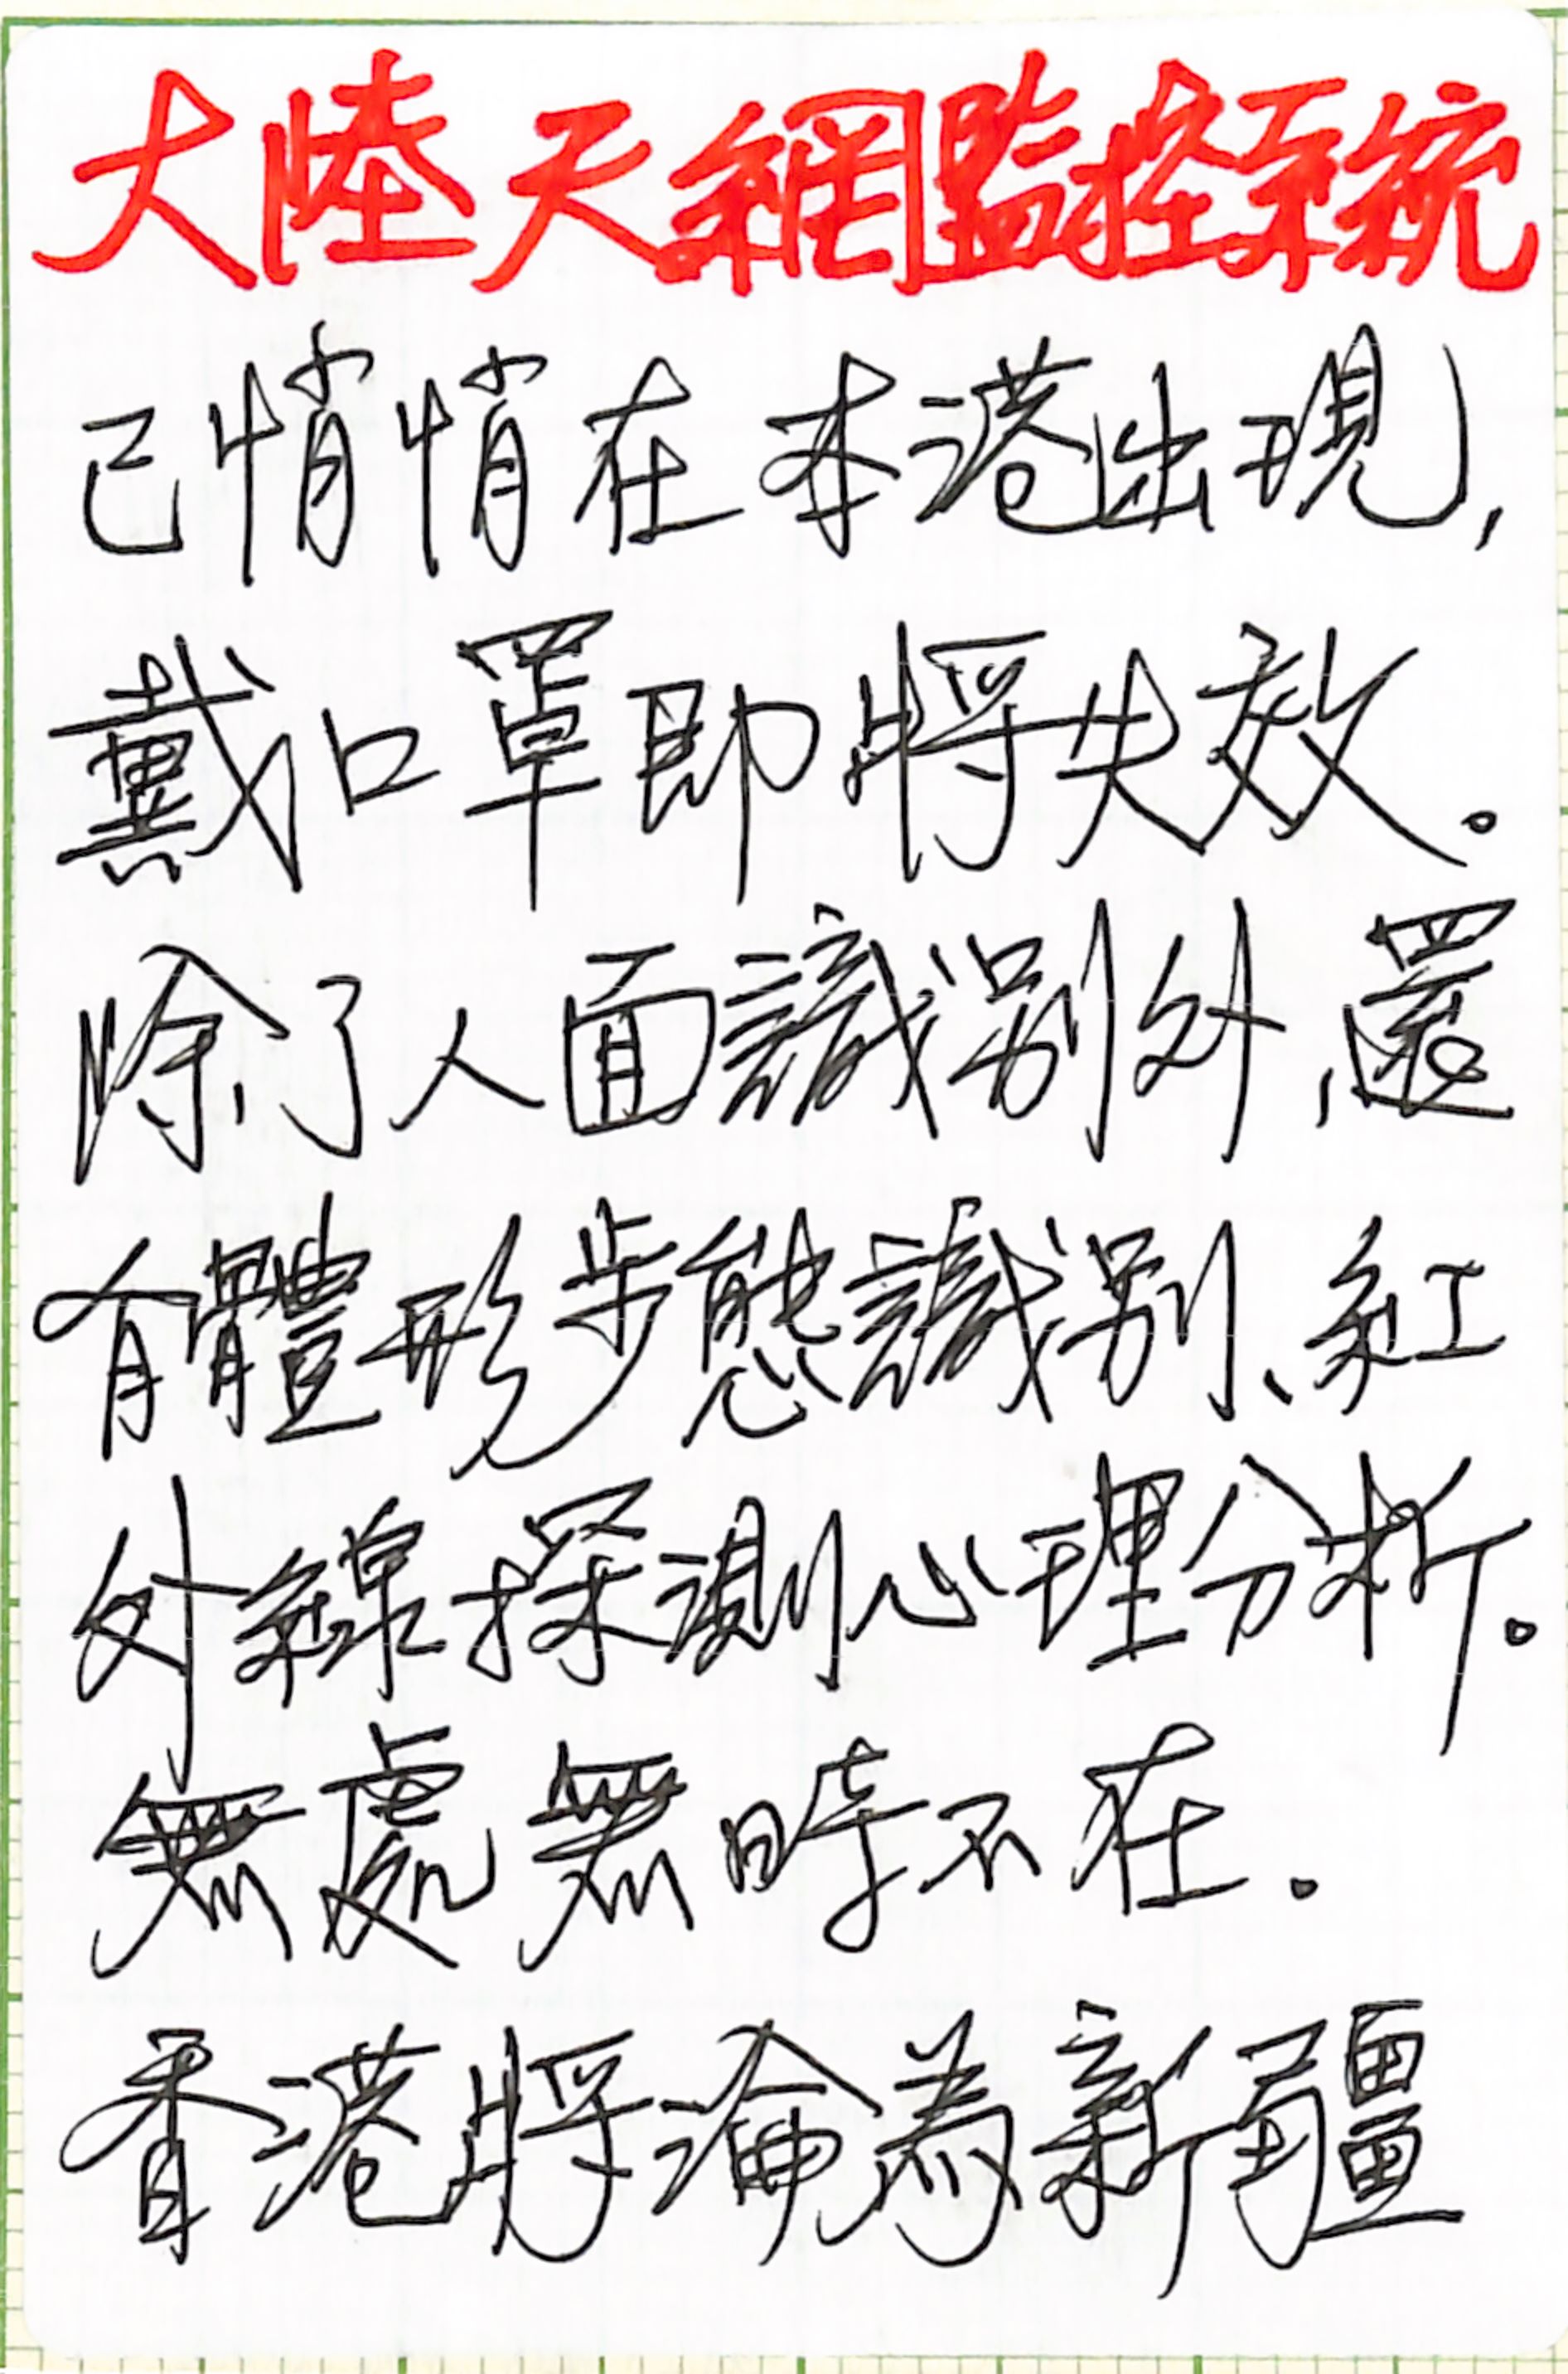 大陸天網監控系統
已悄悄在本港出現，
戴口罩即將失效。
除了人面識別外，還
有體形步態識別、紅
外線探測心理分析。
無處無時不在．
香港將淪為新疆